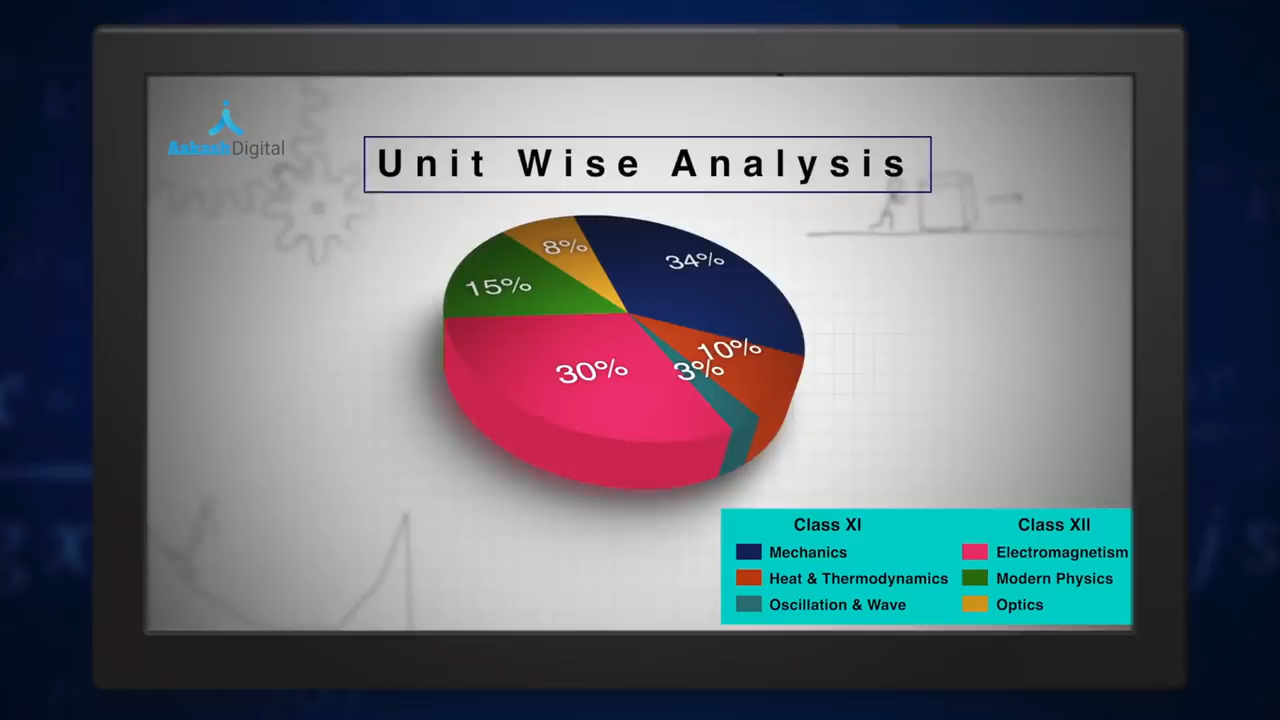 Aakash Digital
Unit Wise Analysis
8%
34%
15%
10%
30%
3%
Class XI
Class XII
Mechanics
Electromagnetism
Heat & Thermodynamics
Modern Physics
Oscillation & Wave
Optics